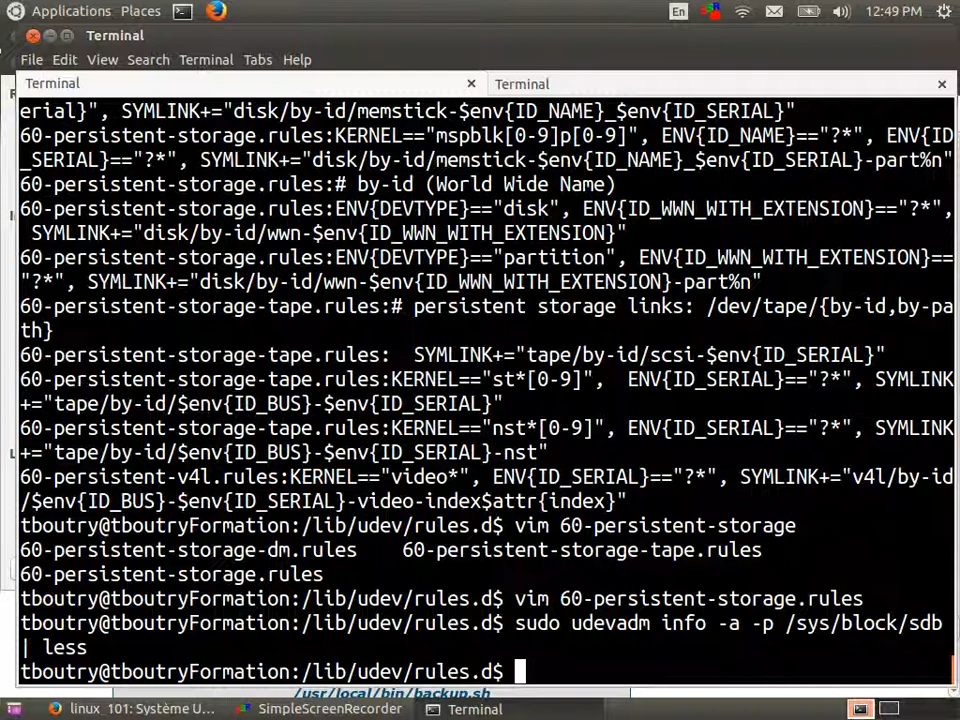 Applications Places En 12:49 PM
Terminal
File Edit View Search Terminal Tabs Help
Terminal × Terminal ×
erial}", SYMLINK+="disk/by-id/memstick-$env{ID_NAME}_$env{ID_SERIAL}"
60-persistent-storage.rules:KERNEL=="mspblk[0-9]p[0-9]", ENV{ID_NAME}=="?*", ENV{ID
_SERIAL}=="?*", SYMLINK+="disk/by-id/memstick-$env{ID_NAME}_$env{ID_SERIAL}-part%n"
60-persistent-storage.rules:# by-id (World Wide Name)
60-persistent-storage.rules:ENV{DEVTYPE}=="disk", ENV{ID_WWN_WITH_EXTENSION}=="?*",
 SYMLINK+="disk/by-id/wwn-$env{ID_WWN_WITH_EXTENSION}"
60-persistent-storage.rules:ENV{DEVTYPE}=="partition", ENV{ID_WWN_WITH_EXTENSION}==
"?*", SYMLINK+="disk/by-id/wwn-$env{ID_WWN_WITH_EXTENSION}-part%n"
60-persistent-storage-tape.rules:# persistent storage links: /dev/tape/{by-id,by-pa
th}
60-persistent-storage-tape.rules:  SYMLINK+="tape/by-id/scsi-$env{ID_SERIAL}"
60-persistent-storage-tape.rules:KERNEL=="st*[0-9]",  ENV{ID_SERIAL}=="?*", SYMLINK
+="tape/by-id/$env{ID_BUS}-$env{ID_SERIAL}"
60-persistent-storage-tape.rules:KERNEL=="nst*[0-9]", ENV{ID_SERIAL}=="?*", SYMLINK
+="tape/by-id/$env{ID_BUS}-$env{ID_SERIAL}-nst"
60-persistent-v4l.rules:KERNEL=="video*", ENV{ID_SERIAL}=="?*", SYMLINK+="v4l/by-id
/$env{ID_BUS}-$env{ID_SERIAL}-video-index$attr{index}"
tboutry@tboutryFormation:/lib/udev/rules.d$ vim 60-persistent-storage
60-persistent-storage-dm.rules    60-persistent-storage-tape.rules
60-persistent-storage.rules
tboutry@tboutryFormation:/lib/udev/rules.d$ vim 60-persistent-storage.rules
tboutry@tboutryFormation:/lib/udev/rules.d$ sudo udevadm info -a -p /sys/block/sdb
| less
tboutry@tboutryFormation:/lib/udev/rules.d$
/usr/local/bin/backup.sh
linux_101: Système U... SimpleScreenRecorder Terminal